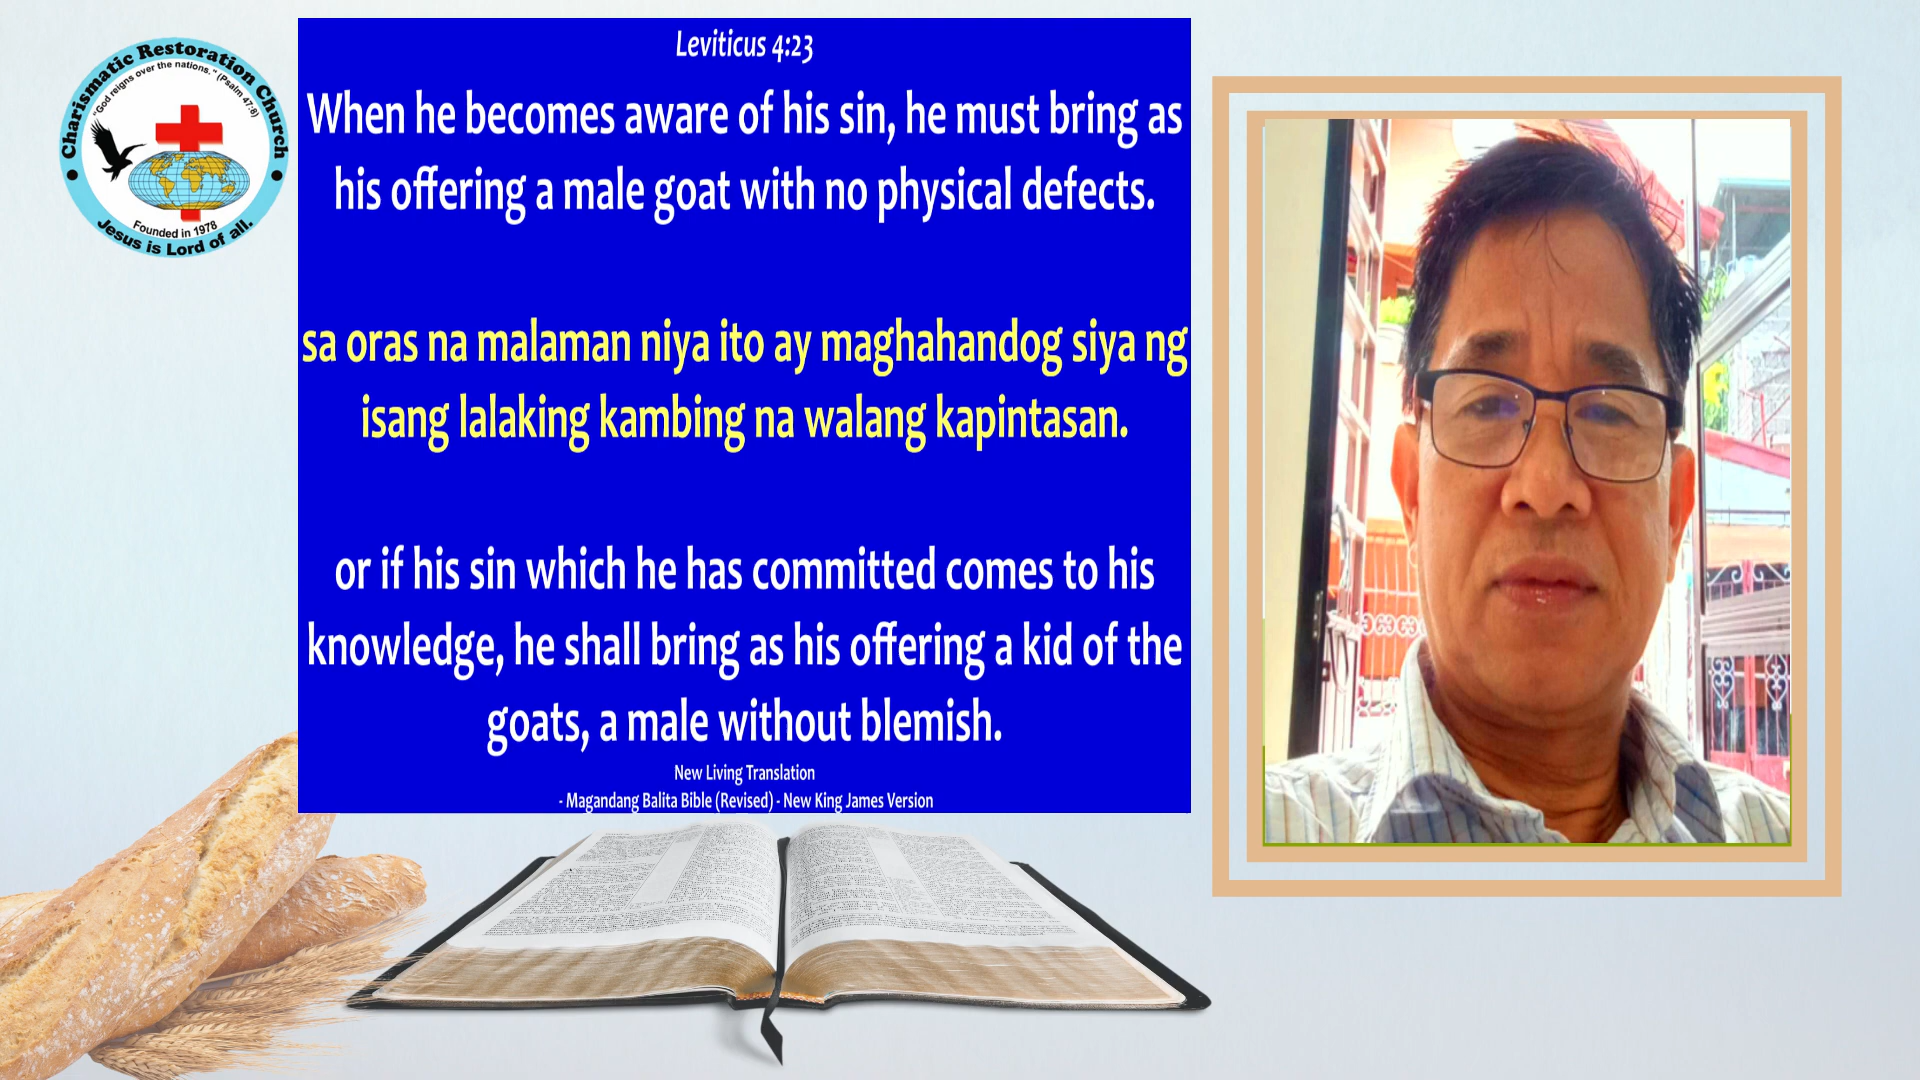 Charismatic Restoration Church
"God reigns over the nations." (Psalm 47:8)
Founded in 1978
Jesus is Lord of all.
Leviticus 4:23
When he becomes aware of his sin, he must bring as
his offering a male goat with no physical defects.
sa oras na malaman niya ito ay maghahandog siya ng
isang lalaking kambing na walang kapintasan.
or if his sin which he has committed comes to his
knowledge, he shall bring as his offering a kid of the
goats, a male without blemish.
New Living Translation
- Magandang Balita Bible (Revised) - New King James Version